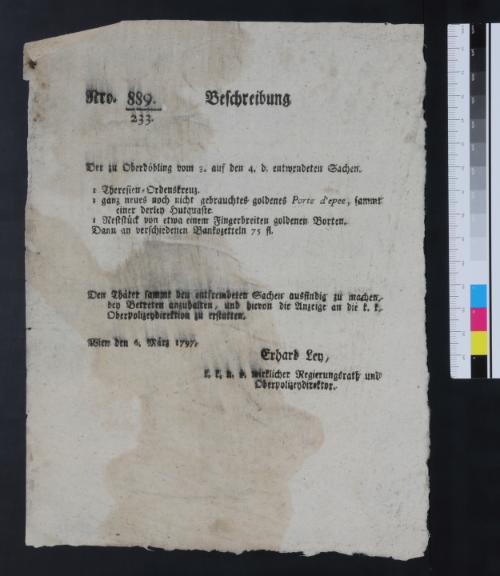 Nro. 889. Beschreibung
233.
Der zu Oberdöbling vom 3. auf den 4. d. entwendeten Sachen.
1 Theresien-Ordenskreuz.
1 ganz neues noch nicht gebrauchtes goldenes Porte d'epee, sammt
einer derley Hutquaste.
1 Reststück von etwa einem Fingerbreiten goldenen Borten.
Dann an verschiedenen Bankozetteln 75 fl.
Den Thäter sammt den entfremdeten Sachen ausfindig zu machen,
bey Betreten anzuhalten, und hievon die Anzeige an die k. k.
Oberpolizeydirektion zu erstatten.
Wien den 6. März 1797.
Erhard Ley,
k. k. n. ö. wirklicher Regierungsrath und
Oberpolizeydirektor.